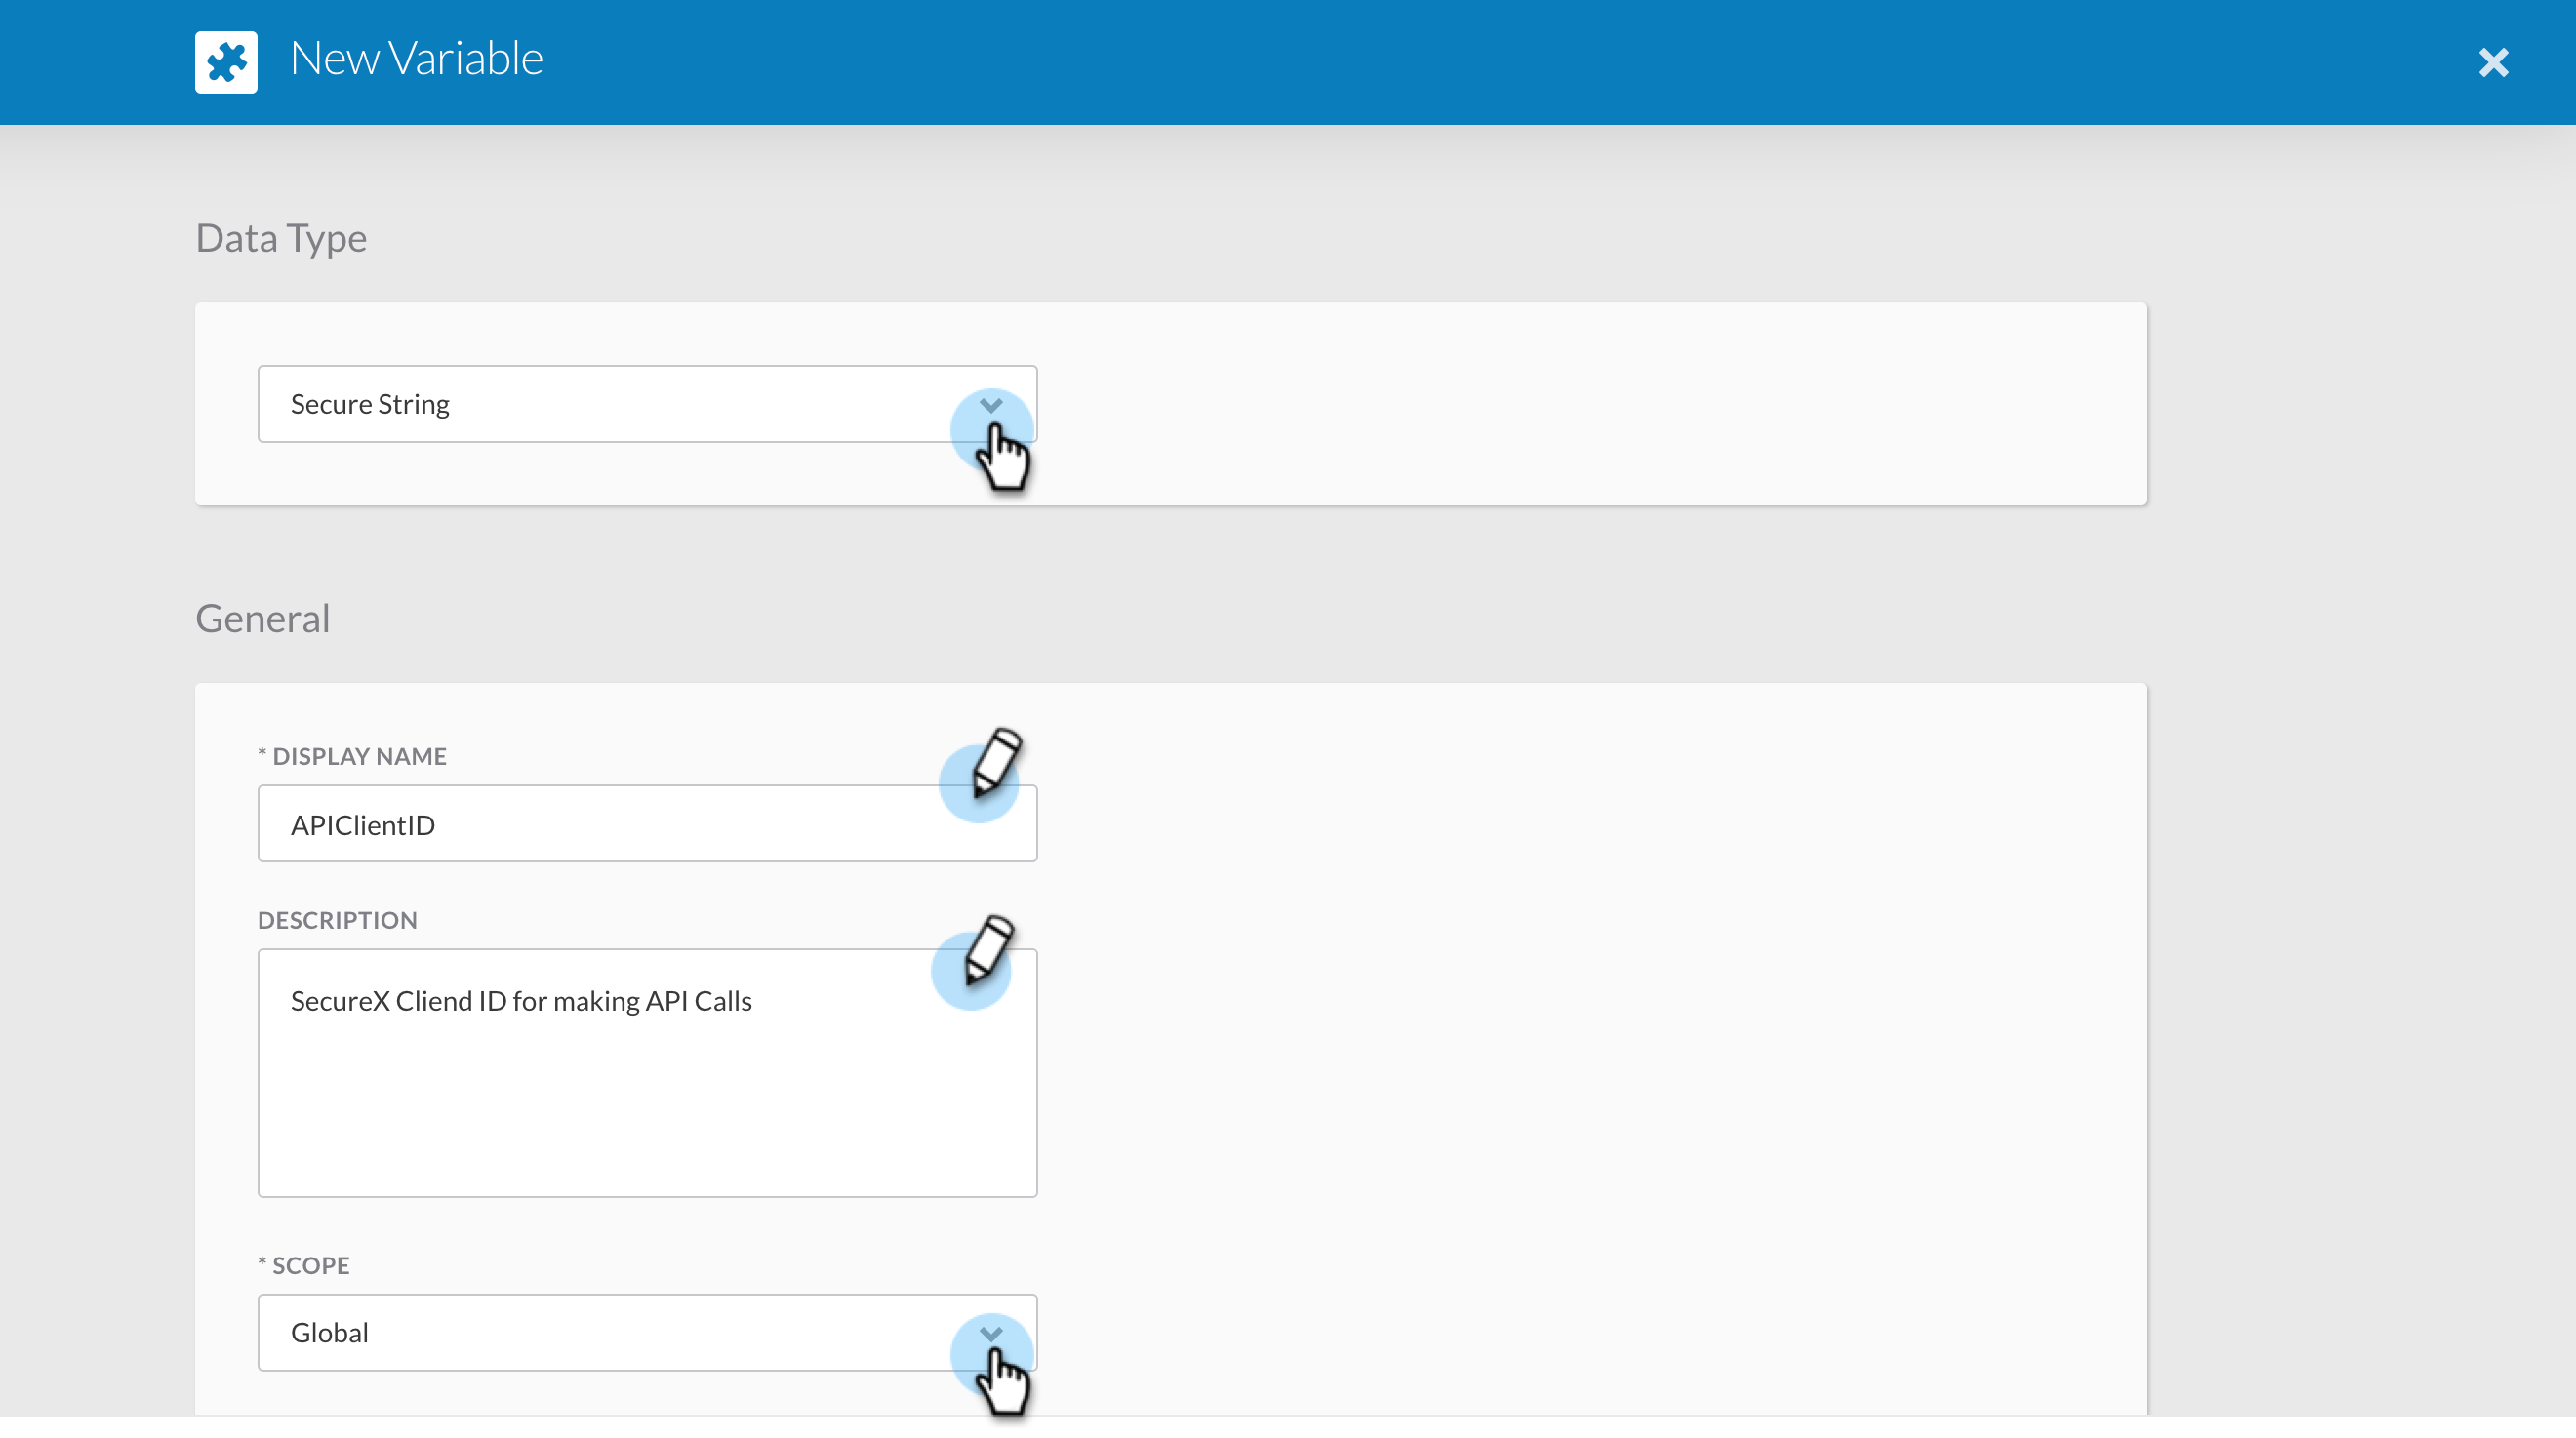 New Variable
Data Type
Secure String
General
* DISPLAY NAME
APIClientID
DESCRIPTION
SecureX Cliend ID for making API Calls
* SCOPE
Global